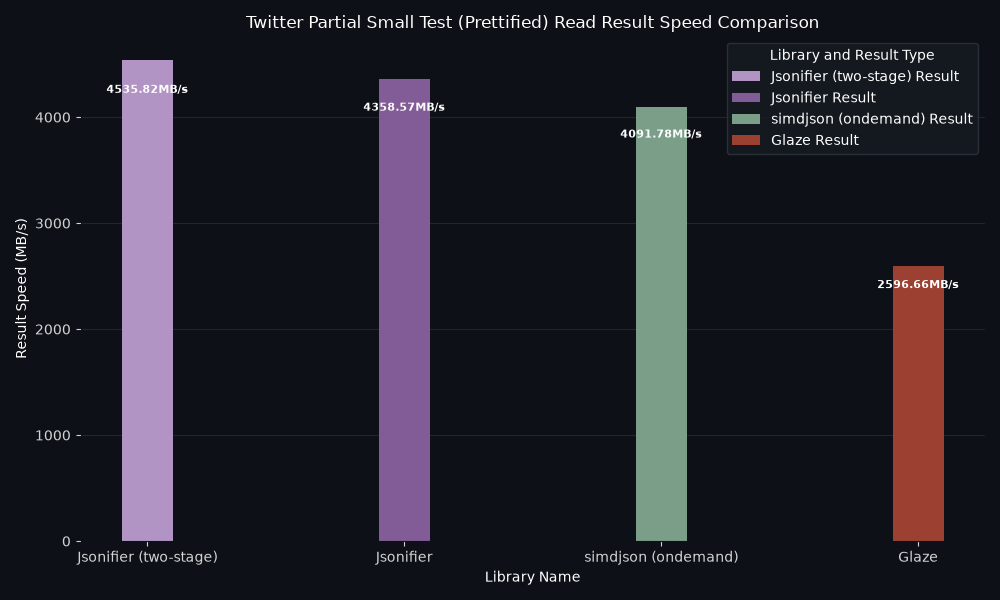 Twitter Partial Small Test (Prettified) Read Result Speed Comparison
Library and Result Type
Jsonifier (two-stage) Result
Jsonifier Result
simdjson (ondemand) Result
Glaze Result
4535.82MB/s
4358.57MB/s
4091.78MB/s
2596.66MB/s
Result Speed (MB/s)
4000
3000
2000
1000
0
Jsonifier (two-stage)
Jsonifier
simdjson (ondemand)
Glaze
Library Name